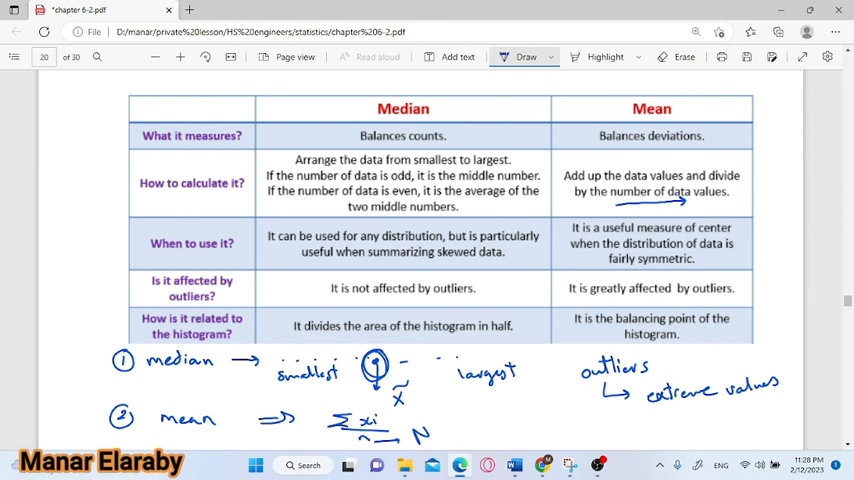 chapter 6-2.pdf
File
D:/manar/private%20lesson/HS%20engineers/statistics/chapter%206-2.pdf
20 of 30
Page view
Read aloud
Add text
Draw
Highlight
Erase
Median
Mean
What it measures?
Balances counts.
Balances deviations.
How to calculate it?
Arrange the data from smallest to largest.
If the number of data is odd, it is the middle number.
If the number of data is even, it is the average of the
two middle numbers.
Add up the data values and divide
by the number of data values.
When to use it?
It can be used for any distribution, but is particularly
useful when summarizing skewed data.
It is a useful measure of center
when the distribution of data is
fairly symmetric.
Is it affected by
outliers?
It is not affected by outliers.
It is greatly affected by outliers.
How is it related to
the histogram?
It divides the area of the histogram in half.
It is the balancing point of the
histogram.
① median →
smallest
largest
x̃
outliers
↳ extreme values
② mean ⇒ Σxi
n → N
Manar Elaraby
Search
11:28 PM
2/12/2023